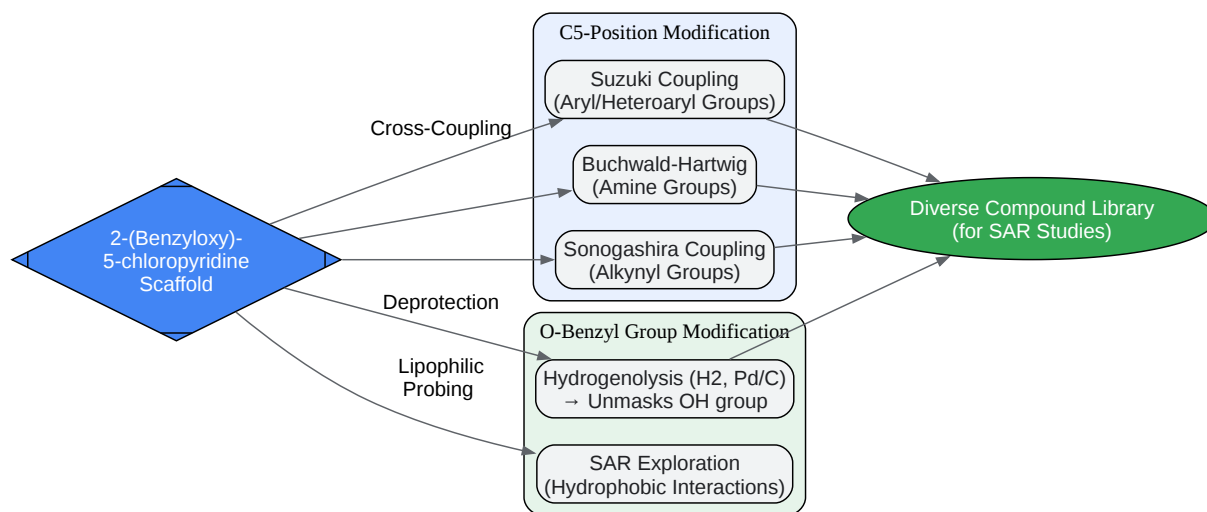 C5-Position Modification
Suzuki Coupling
(Aryl/Heteroaryl Groups)
Cross-Coupling
Buchwald-Hartwig
(Amine Groups)
Sonogashira Coupling
(Alkynyl Groups)
2-(Benzyloxy)-
5-chloropyridine
Scaffold
Diverse Compound Library
(for SAR Studies)
Deprotection
O-Benzyl Group Modification
Lipophilic
Probing
Hydrogenolysis (H2, Pd/C)
→ Unmasks OH group
SAR Exploration
(Hydrophobic Interactions)